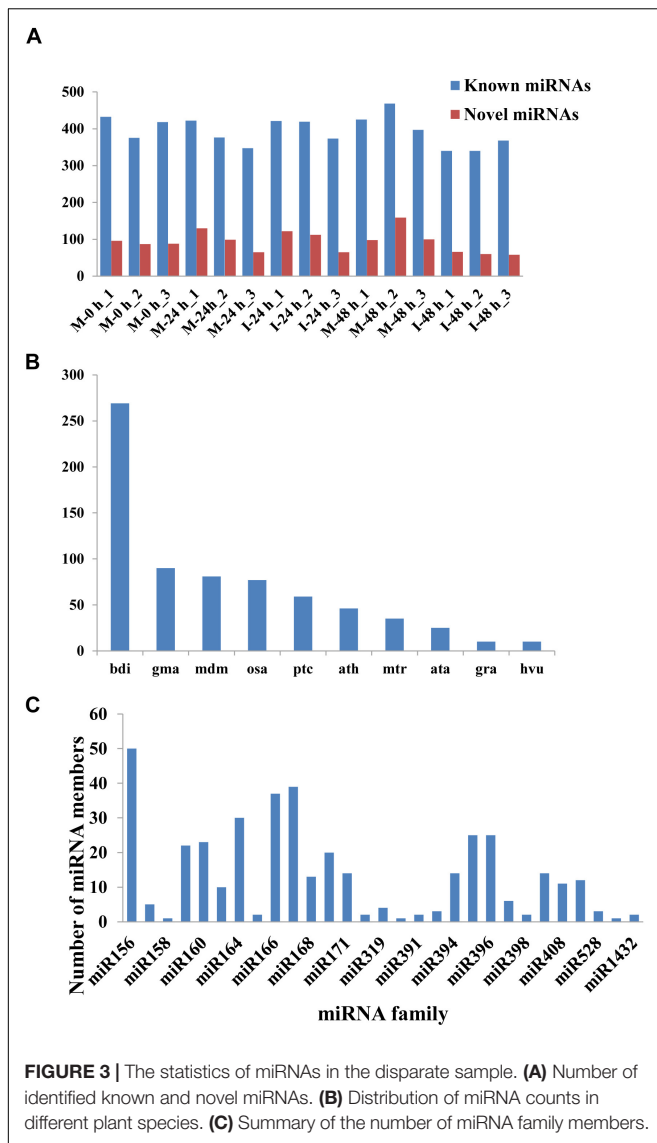 A
Known miRNAs
Novel miRNAs
500
400
300
200
100
0
M-0 h_1
M-0 h_2
M-0 h_3
M-24 h_1
M-24h_2
M-24 h_3
I-24 h_1
I-24 h_2
I-24 h_3
M-48 h_1
M-48 h_2
M-48 h_3
I-48 h_1
I-48 h_2
I-48 h_3
B
300
250
200
150
100
50
0
bdi gma mdm osa ptc ath mtr ata gra hvu
C
Number of miRNA members
60
50
40
30
20
10
0
miR156
miR158
miR160
miR164
miR166
miR168
miR171
miR319
miR391
miR394
miR396
miR398
miR408
miR528
miR1432
miRNA family
FIGURE 3 | The statistics of miRNAs in the disparate sample. (A) Number of
identified known and novel miRNAs. (B) Distribution of miRNA counts in
different plant species. (C) Summary of the number of miRNA family members.